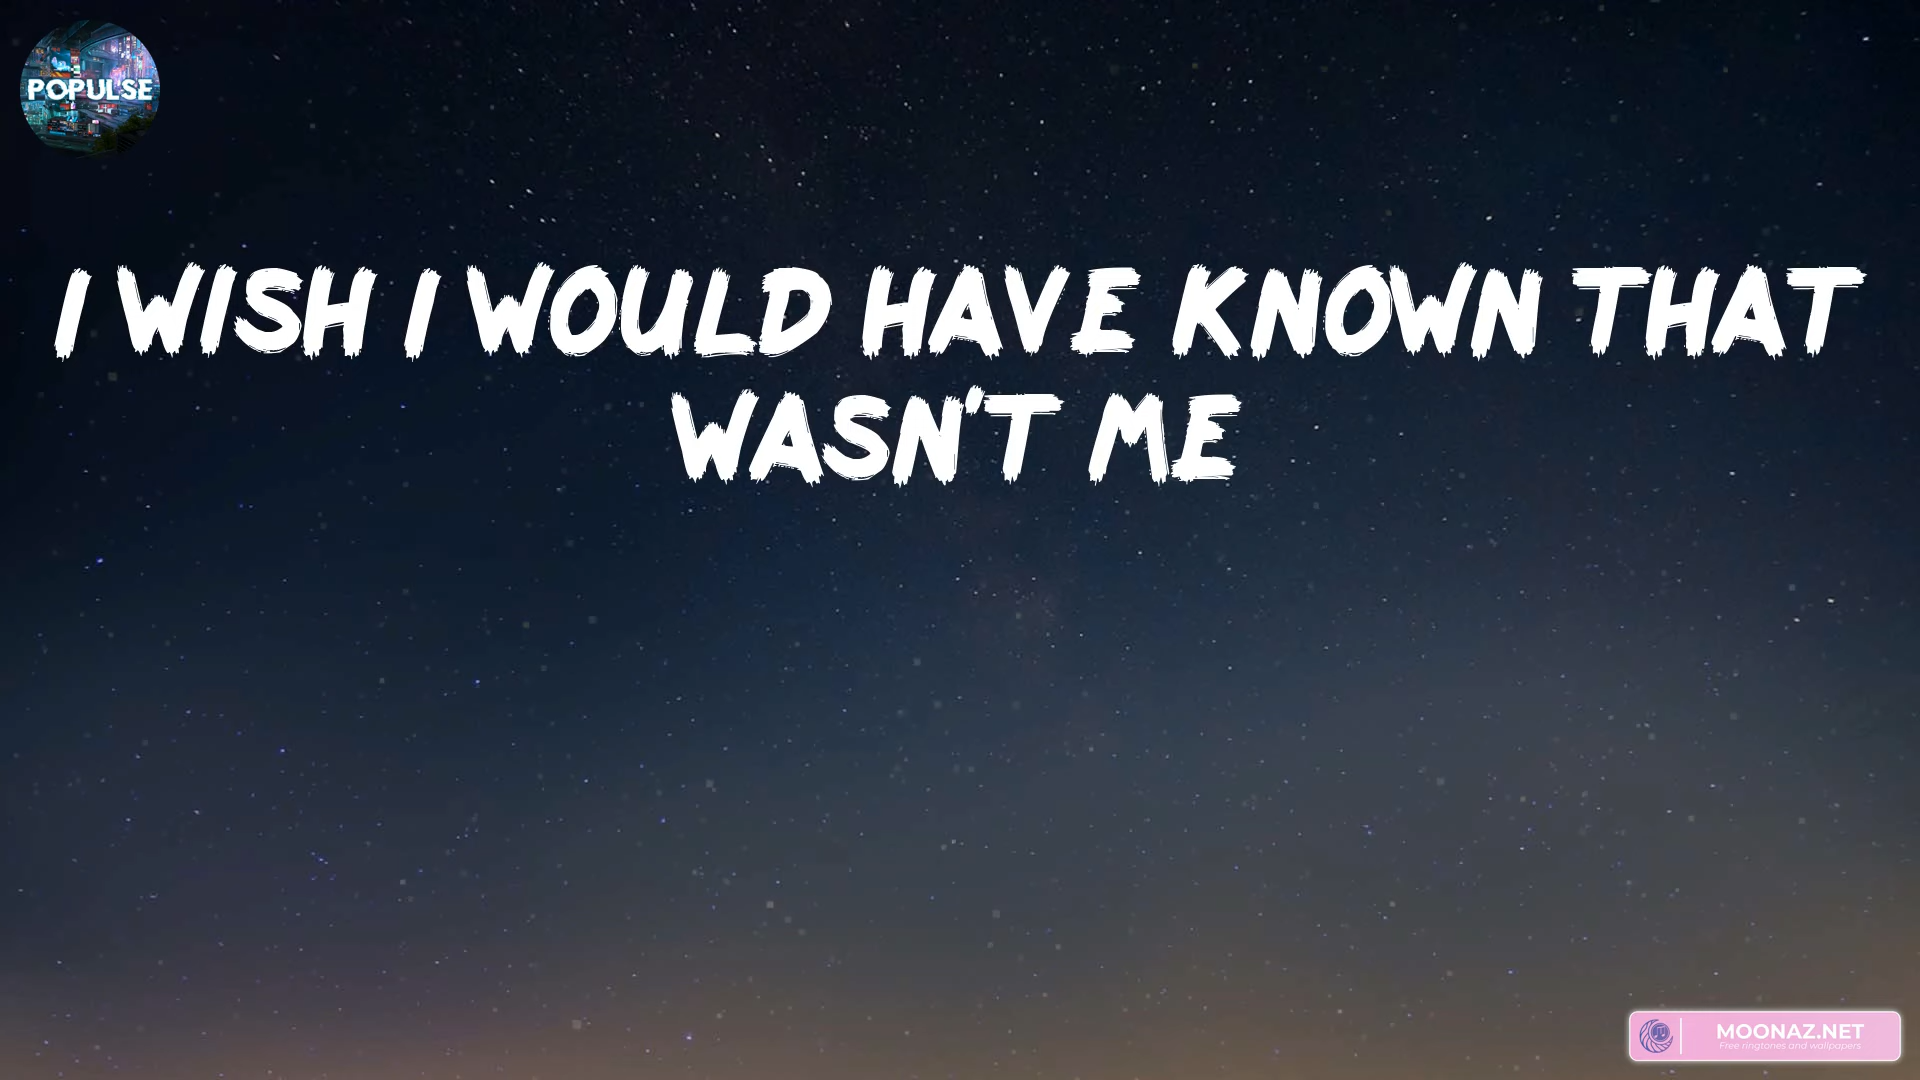 POPULSE
I WISH I WOULD HAVE KNOWN THAT
WASN'T ME
MOONAZ.NET
Free ringtones and wallpapers